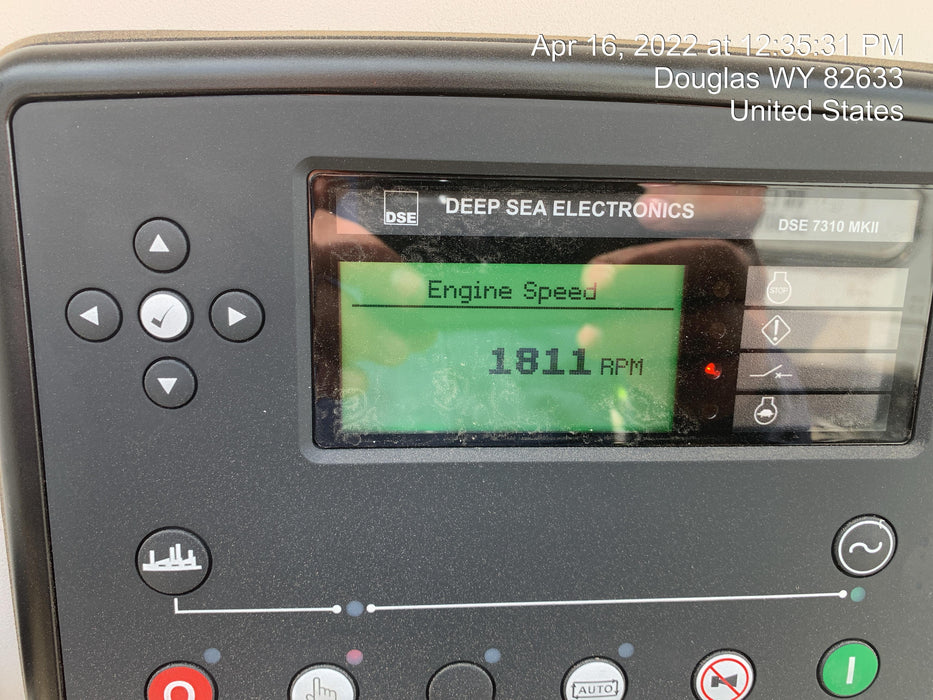 Apr 16, 2022 at 12:35:31 PM
Douglas WY 82633
United States
DSE
DEEP SEA ELECTRONICS
DSE 7310 MKII
Engine Speed
STOP
1811 RPM
AUTO